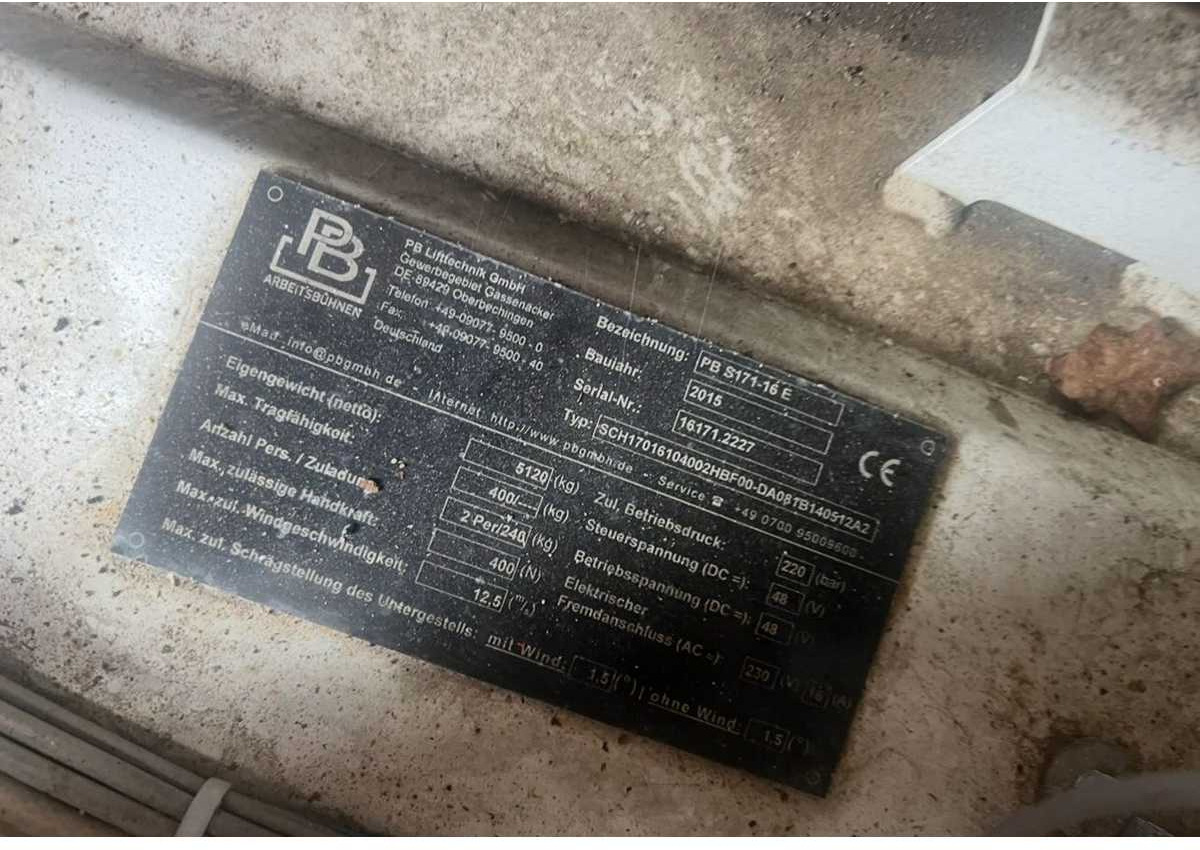 PB
ARBEITSBÜHNEN
PB Lifttechnik GmbH
Gewerbegebiet Gassenäcker
DE-89429 Oberbechingen
Telefon: +49-09077- 9500 - 0
Fax: +49-09077- 9500 - 40
Deutschland
eMail: info@pbgmbh.de Internet: http://www.pbgmbh.de - Service ☎ +49 0700 95009600
Bezeichnung: PB S171-16 E
Baujahr: 2015
Serial-Nr.: 16171.2227
Typ: SCH17016104002HBF00-DA081B140512A2
CE
Eigengewicht (netto): 5120 (kg)
Max. Tragfähigkeit: 400/-- (kg)
Anzahl Pers. / Zuladung: 2 Per/240 (kg)
Max. zulässige Handkraft: 400 (N)
Max. zul. Windgeschwindigkeit: 12,5 (m/s)
Max. zul. Schrägstellung des Untergestells: mit Wind: 1,5 (°) | ohne Wind: 1,5 (°)
Zul. Betriebsdruck: 220 (bar)
Steuerspannung (DC =): 48 (V)
Betriebsspannung (DC =): 48 (V)
Elektrischer
Fremdanschluss (AC ≈): 230 (V) 16 (A)